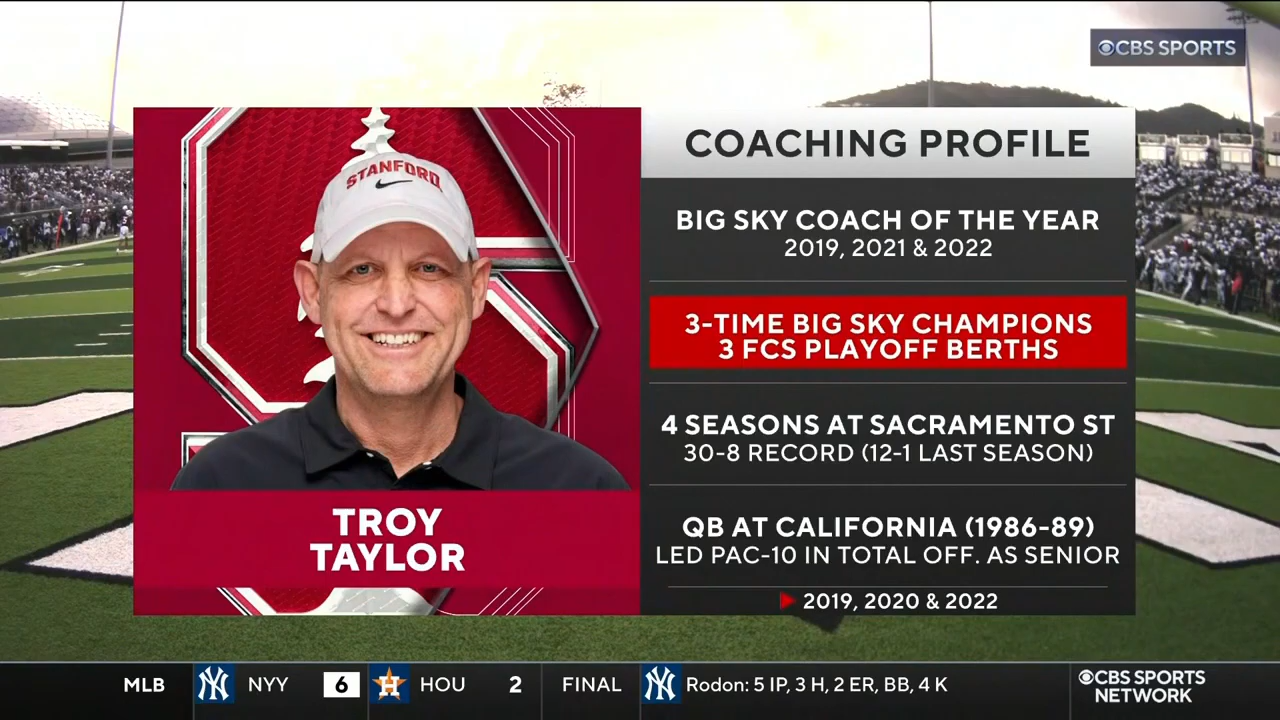 CBS SPORTS
STANFORD
COACHING PROFILE
BIG SKY COACH OF THE YEAR
2019, 2021 & 2022
3-TIME BIG SKY CHAMPIONS
3 FCS PLAYOFF BERTHS
4 SEASONS AT SACRAMENTO ST
30-8 RECORD (12-1 LAST SEASON)
QB AT CALIFORNIA (1986-89)
LED PAC-10 IN TOTAL OFF. AS SENIOR
2019, 2020 & 2022
TROY
TAYLOR
MLB NYY 6 HOU 2 FINAL Rodon: 5 IP, 3 H, 2 ER, BB, 4 K
CBS SPORTS
NETWORK